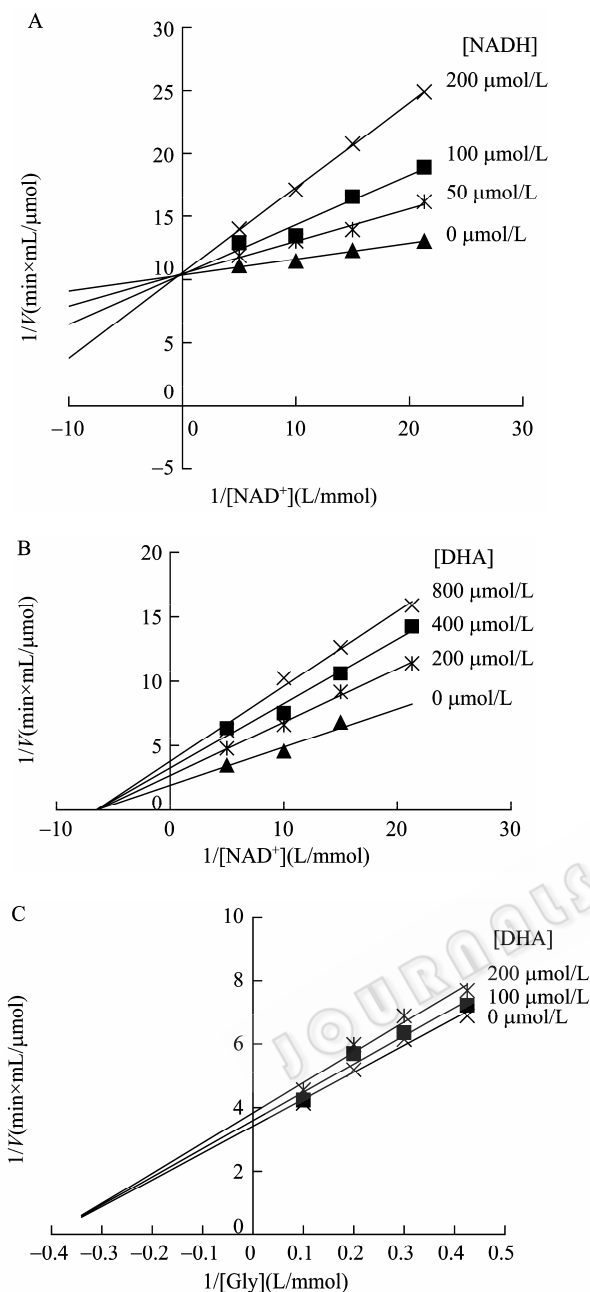 A
[NADH]
200 μmol/L
100 μmol/L
50 μmol/L
0 μmol/L
30
25
20
15
10
5
0
−5
−10
0
10
20
30
1/V(min×mL/μmol)
1/[NAD⁺](L/mmol)
B
[DHA]
800 μmol/L
400 μmol/L
200 μmol/L
0 μmol/L
20
15
10
5
0
−10
0
10
20
30
1/V(min×mL/μmol)
1/[NAD⁺](L/mmol)
C
[DHA]
200 μmol/L
100 μmol/L
0 μmol/L
10
8
6
4
2
0
−0.4
−0.3
−0.2
−0.1
0
0.1
0.2
0.3
0.4
0.5
1/V(min×mL/μmol)
1/[Gly](L/mmol)
JOURNALS